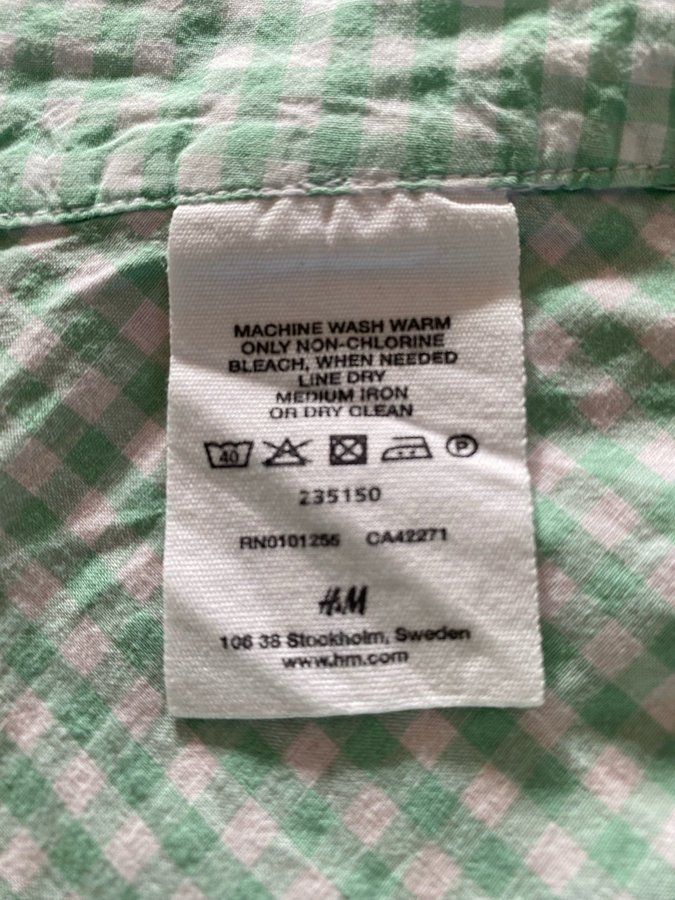 MACHINE WASH WARM
ONLY NON-CHLORINE
BLEACH, WHEN NEEDED
LINE DRY
MEDIUM IRON
OR DRY CLEAN
40 P
235150
RN0101255 CA42271
H&M
106 38 Stockholm, Sweden
www.hm.com